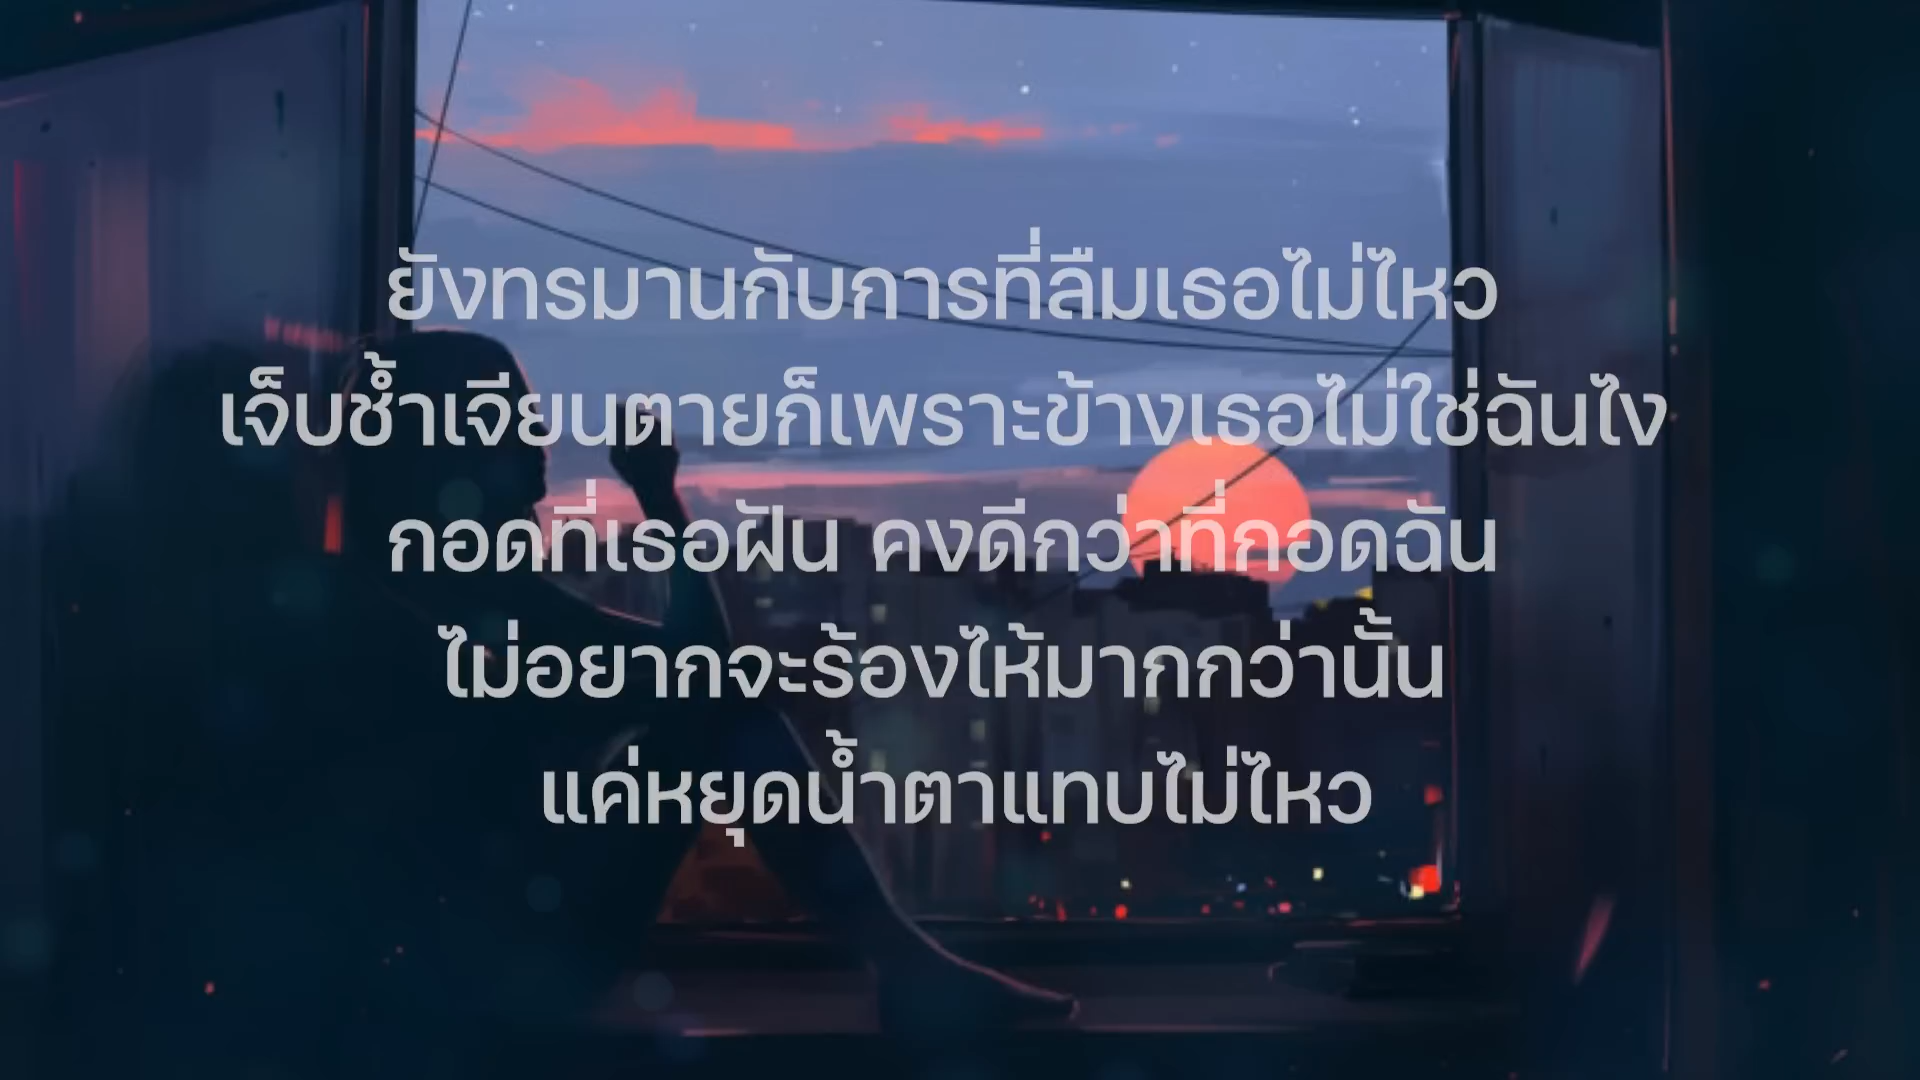 ยังทรมานกับการที่ลืมเธอไม่ไหว
เจ็บช้ำเจียนตายก็เพราะข้างเธอไม่ใช่ฉันไง
กอดที่เธอฝัน คงดีกว่าที่กอดฉัน
ไม่อยากจะร้องไห้มากกว่านั้น
แค่หยุดน้ำตาแทบไม่ไหว